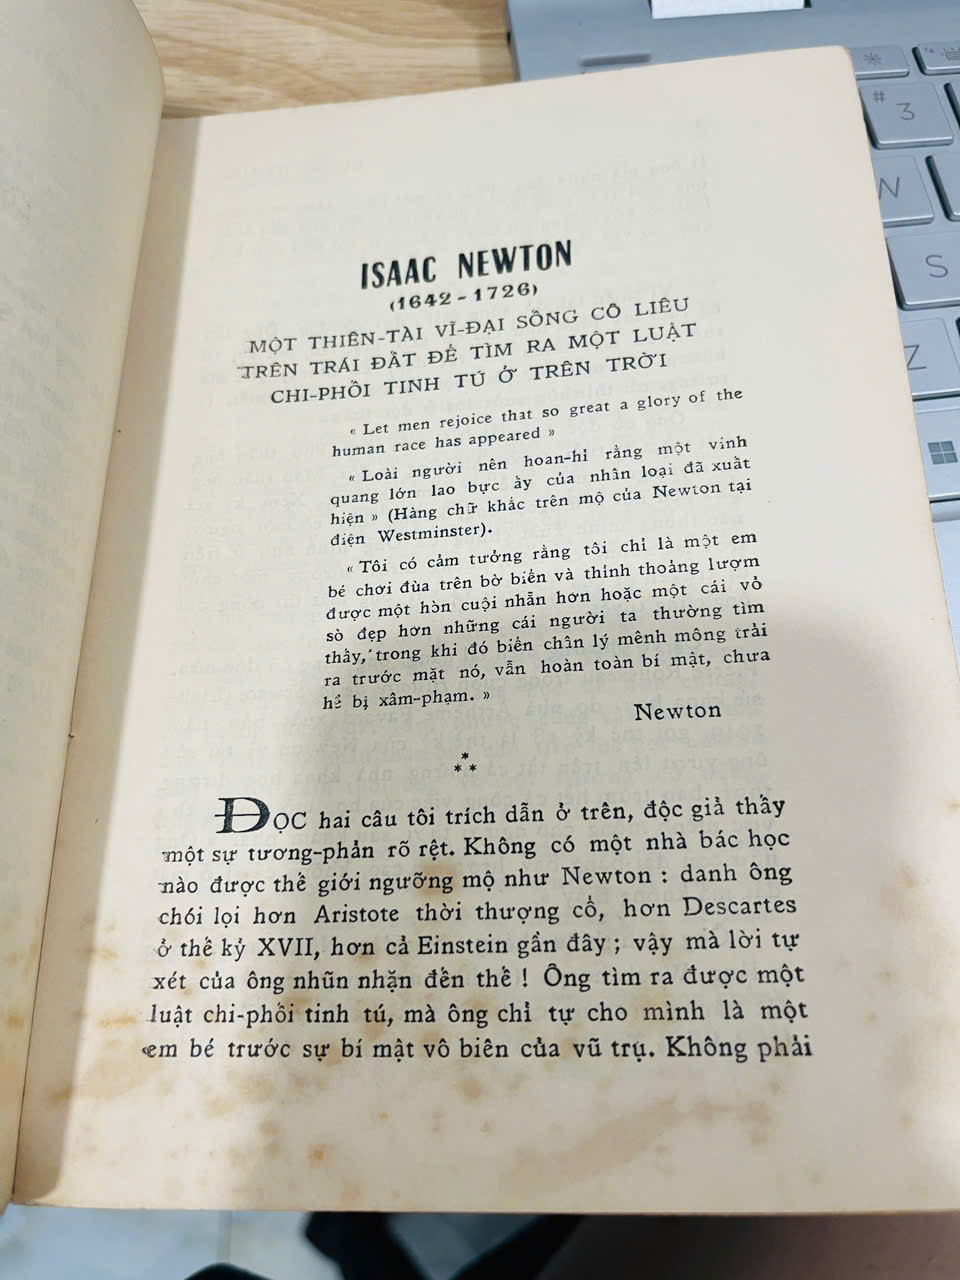 ISAAC NEWTON
(1642 - 1726)
MỘT THIÊN-TÀI VĨ-ĐẠI SỐNG CÔ LIÊU
TRÊN TRÁI ĐẤT ĐỂ TÌM RA MỘT LUẬT
CHI-PHỐI TINH TÚ Ở TRÊN TRỜI
« Let men rejoice that so great a glory of the
human race has appeared »
« Loài người nên hoan-hỉ rằng một vinh
quang lớn lao bực ấy của nhân loại đã xuất
hiện » (Hàng chữ khắc trên mộ của Newton tại
điện Westminster).
« Tôi có cảm tưởng rằng tôi chỉ là một em
bé chơi đùa trên bờ biển và thỉnh thoảng lượm
được một hòn cuội nhẵn hơn hoặc một cái vỏ
sò đẹp hơn những cái người ta thường tìm
thấy, trong khi đó biển chân lý mênh mông trải
ra trước mặt nó, vẫn hoàn toàn bí mật, chưa
hề bị xâm-phạm. »
Newton
*
* *
ĐỌC hai câu tôi trích dẫn ở trên, độc giả thấy
một sự tương-phản rõ rệt. Không có một nhà bác học
nào được thế giới ngưỡng mộ như Newton : danh ông
chói lọi hơn Aristote thời thượng cổ, hơn Descartes
ở thế kỷ XVII, hơn cả Einstein gần đây ; vậy mà lời tự
xét của ông nhũn nhặn đến thế ! Ông tìm ra được một
luật chi-phối tinh tú, mà ông chỉ tự cho mình là một
em bé trước sự bí mật vô biên của vũ trụ. Không phải
#
3
N
S
Z